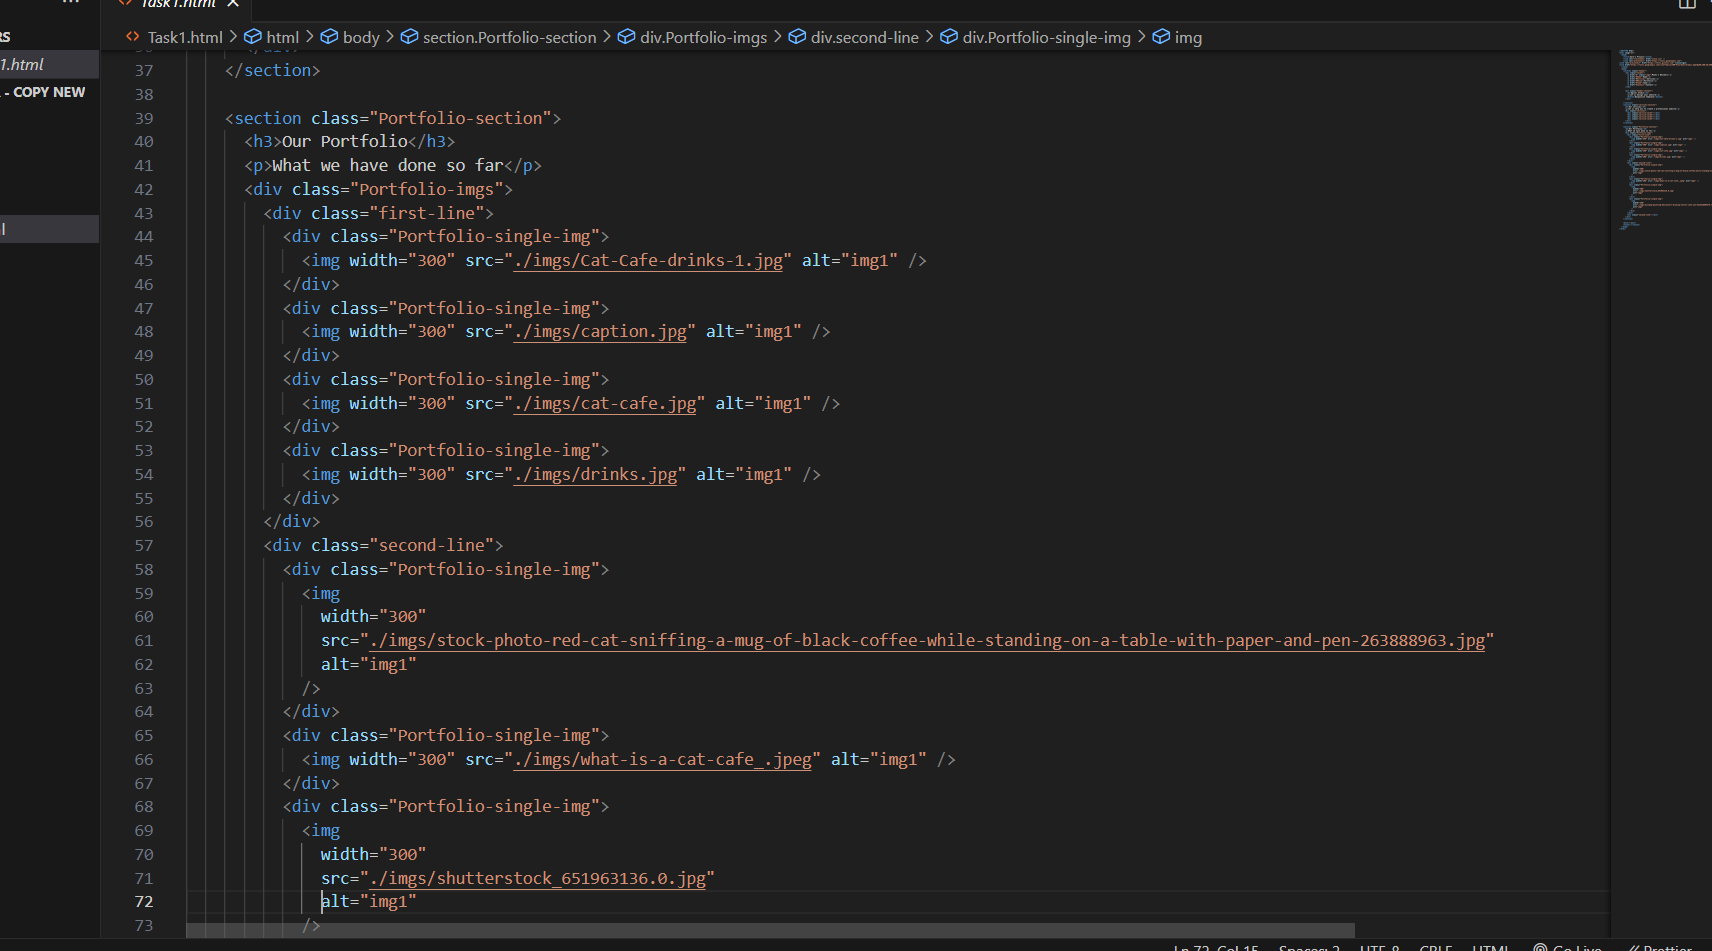 Task1.html
RS
Task1.html > html > body > section.Portfolio-section > div.Portfolio-imgs > div.second-line > div.Portfolio-single-img > img
1.html
- COPY NEW
37 </section>
38
39 <section class="Portfolio-section">
40 <h3>Our Portfolio</h3>
41 <p>What we have done so far</p>
42 <div class="Portfolio-imgs">
43 <div class="first-line">
44 <div class="Portfolio-single-img">
45 <img width="300" src="./imgs/Cat-Cafe-drinks-1.jpg" alt="img1" />
46 </div>
47 <div class="Portfolio-single-img">
48 <img width="300" src="./imgs/caption.jpg" alt="img1" />
49 </div>
50 <div class="Portfolio-single-img">
51 <img width="300" src="./imgs/cat-cafe.jpg" alt="img1" />
52 </div>
53 <div class="Portfolio-single-img">
54 <img width="300" src="./imgs/drinks.jpg" alt="img1" />
55 </div>
56 </div>
57 <div class="second-line">
58 <div class="Portfolio-single-img">
59 <img
60 width="300"
61 src="./imgs/stock-photo-red-cat-sniffing-a-mug-of-black-coffee-while-standing-on-a-table-with-paper-and-pen-263888963.jpg"
62 alt="img1"
63 />
64 </div>
65 <div class="Portfolio-single-img">
66 <img width="300" src="./imgs/what-is-a-cat-cafe_.jpeg" alt="img1" />
67 </div>
68 <div class="Portfolio-single-img">
69 <img
70 width="300"
71 src="./imgs/shutterstock_651963136.0.jpg"
72 alt="img1"
73 />
Ln 72, Col 15 Spaces: 2 UTF-8 CRLF HTML Go Live Prettier